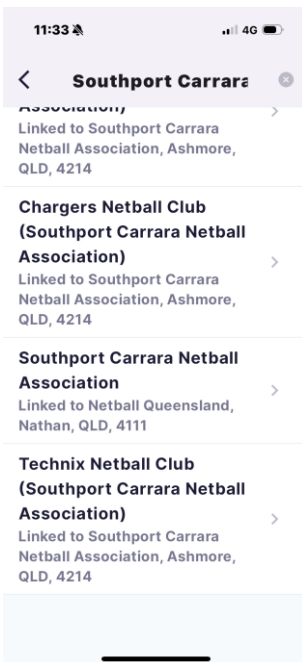 11:33
4G
Southport Carrara
Association)
Linked to Southport Carrara
Netball Association, Ashmore,
QLD, 4214
Chargers Netball Club
(Southport Carrara Netball
Association)
Linked to Southport Carrara
Netball Association, Ashmore,
QLD, 4214
Southport Carrara Netball
Association
Linked to Netball Queensland,
Nathan, QLD, 4111
Technix Netball Club
(Southport Carrara Netball
Association)
Linked to Southport Carrara
Netball Association, Ashmore,
QLD, 4214